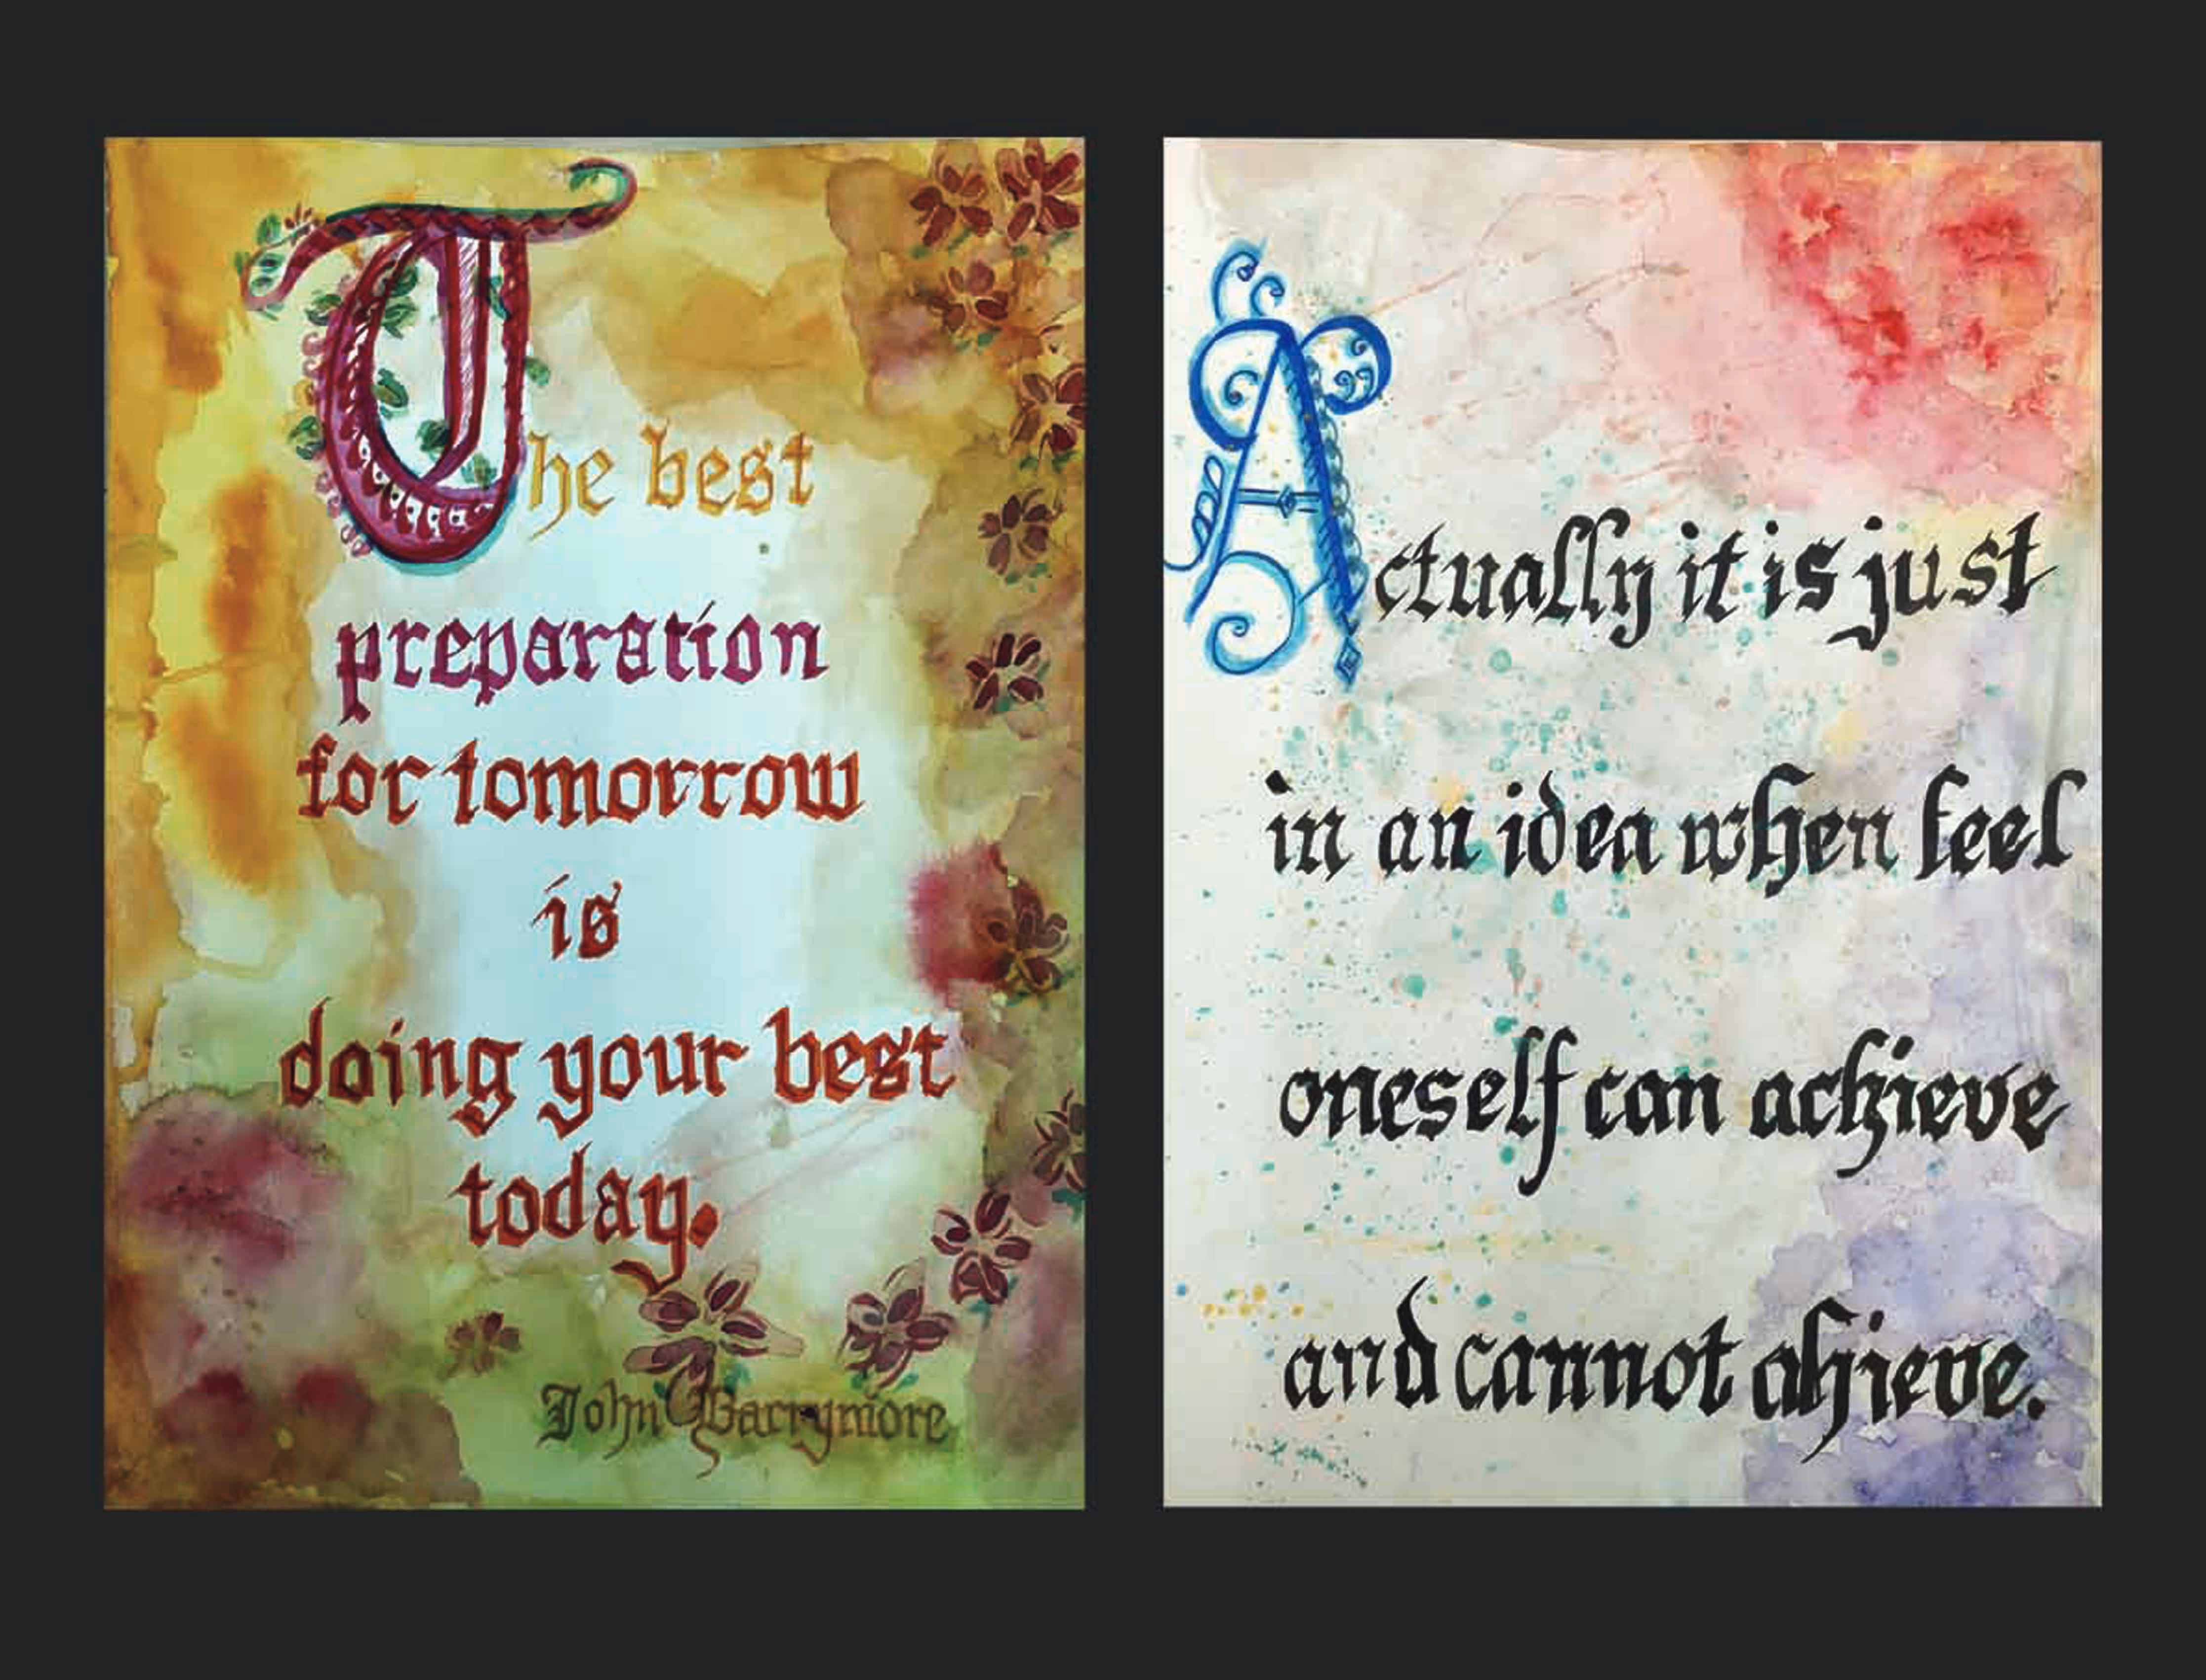 The best
preparation
for tomorrow
is
doing your best
today.
John Barrymore
Actually it is just
in an idea when feel
oneself can achieve
and cannot ahieve.